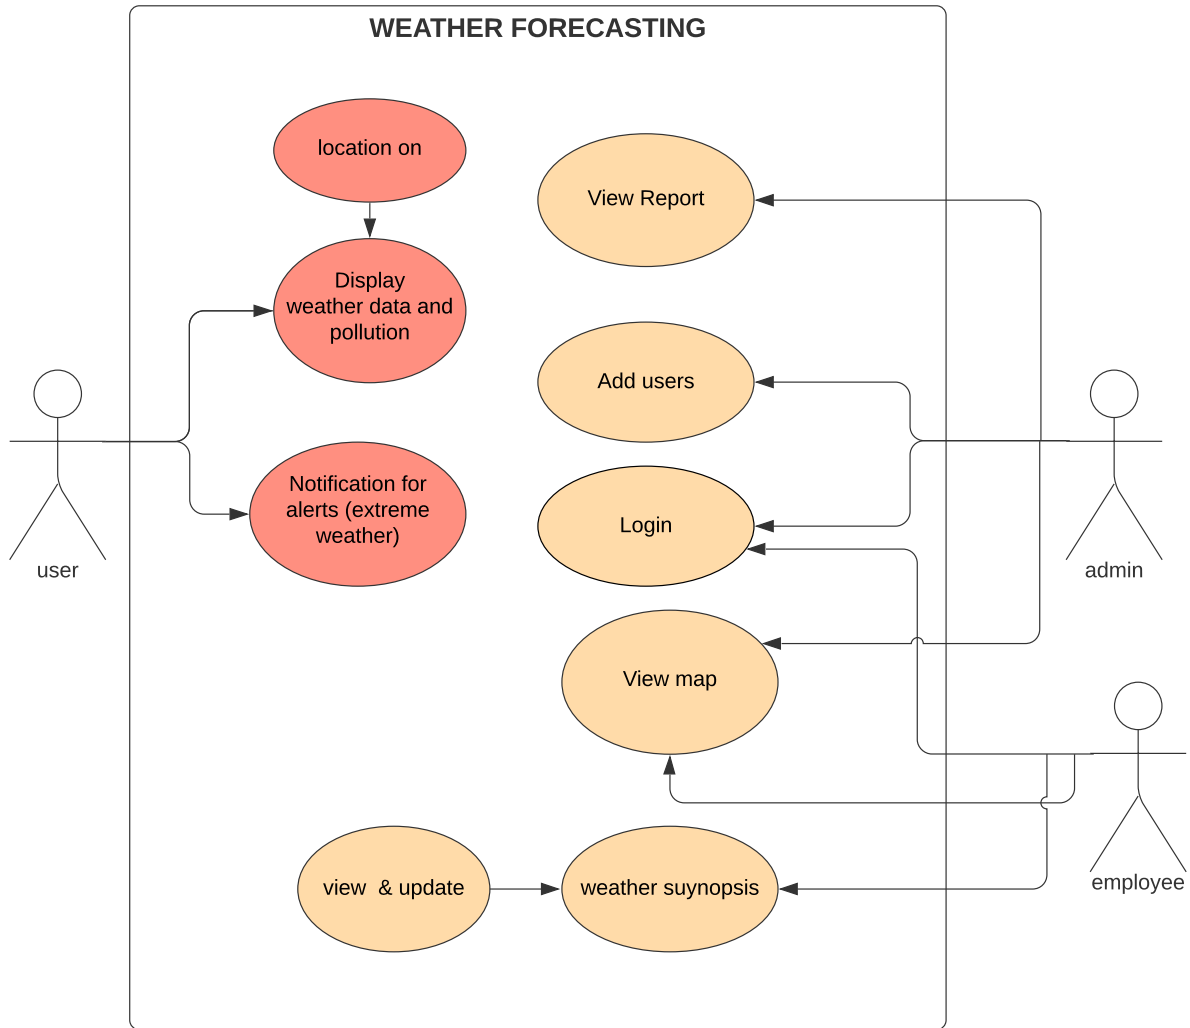 WEATHER FORECASTING
location on
View Report
Display
weather data and
pollution
Add users
Notification for
alerts (extreme
weather)
Login
user
admin
View map
view  & update
weather suynopsis
employee